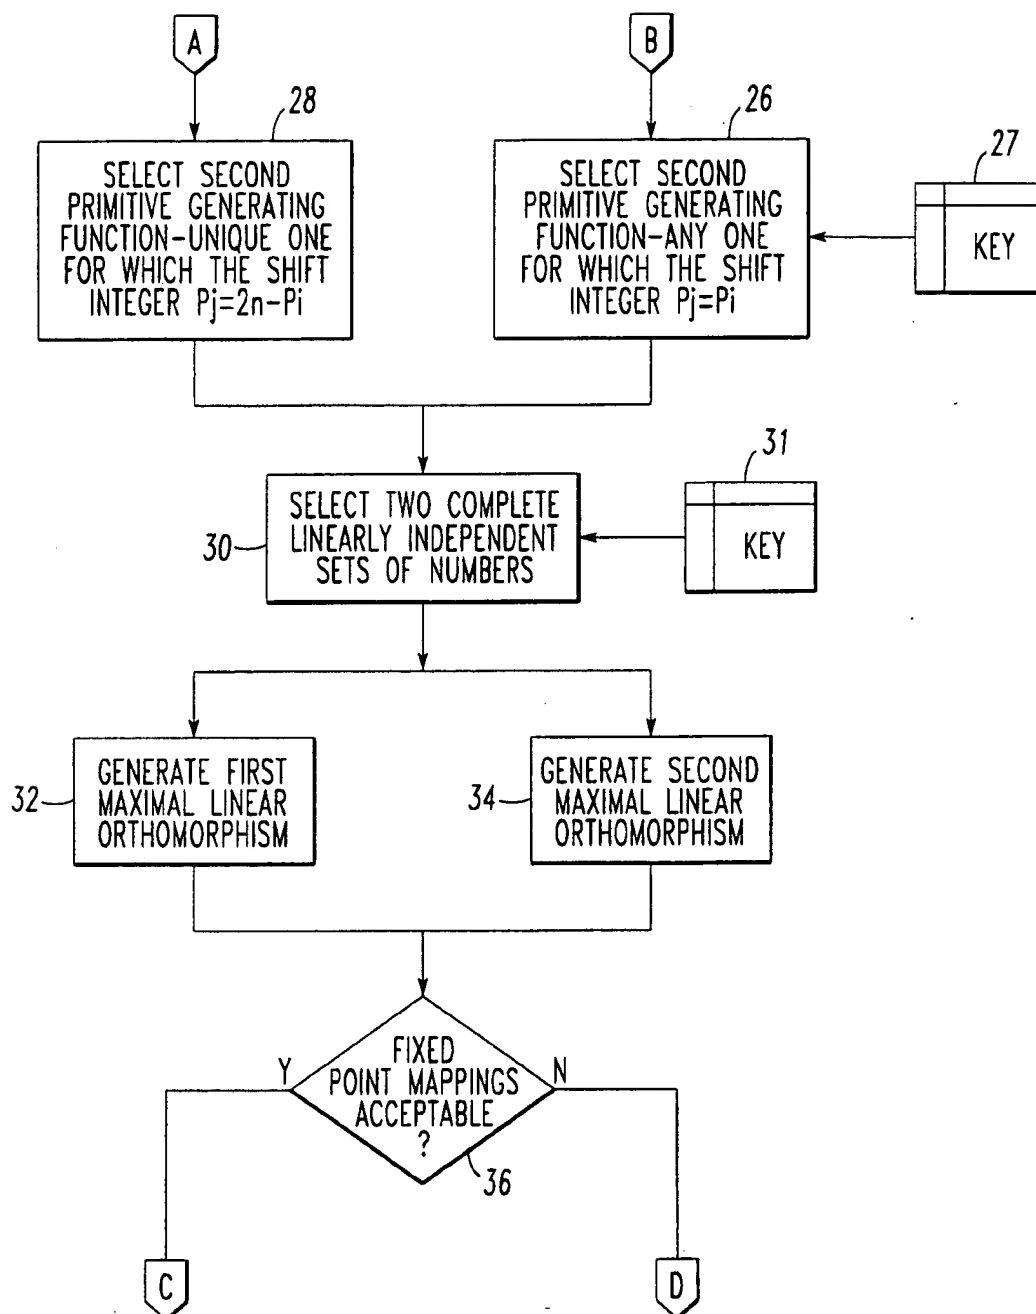 A
B
28
26
27
SELECT SECOND
PRIMITIVE GENERATING
FUNCTION-UNIQUE ONE
FOR WHICH THE SHIFT
INTEGER Pj=2n-Pi
SELECT SECOND
PRIMITIVE GENERATING
FUNCTION-ANY ONE
FOR WHICH THE SHIFT
INTEGER Pj=Pi
KEY
31
30
SELECT TWO COMPLETE
LINEARLY INDEPENDENT
SETS OF NUMBERS
KEY
32
GENERATE FIRST
MAXIMAL LINEAR
ORTHOMORPHISM
34
GENERATE SECOND
MAXIMAL LINEAR
ORTHOMORPHISM
Y
FIXED
POINT MAPPINGS
ACCEPTABLE
?
N
36
C
D